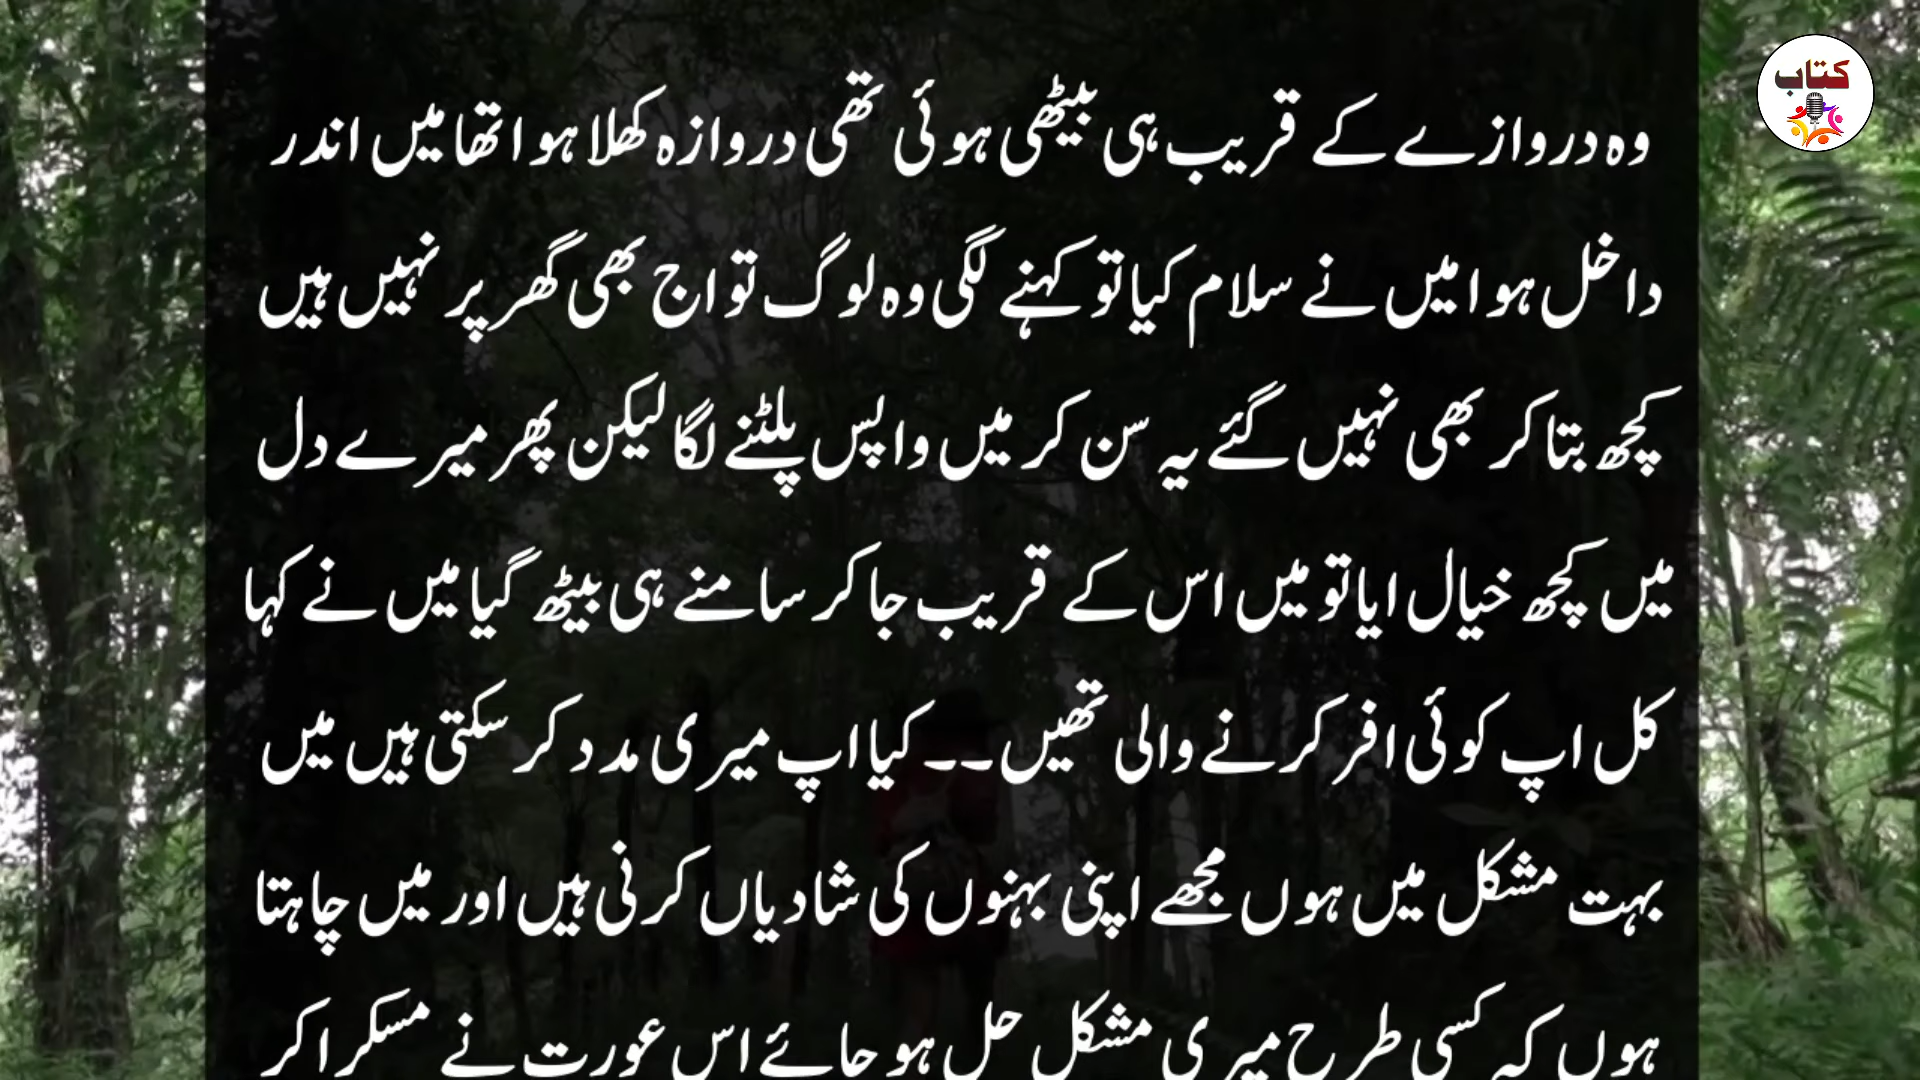 کتاب
وہ دروازے کے قریب ہی بیٹھی ہوئی تھی دروازہ کھلا ہوا تھا میں اندر
داخل ہوا میں نے سلام کیا تو کہنے لگی وہ لوگ تو اج بھی گھر پر نہیں ہیں
کچھ بتا کر بھی نہیں گئے یہ سن کر میں واپس پلٹنے لگا لیکن پھر میرے دل
میں کچھ خیال ایا تو میں اس کے قریب جا کر سامنے ہی بیٹھ گیا میں نے کہا
کل اپ کوئی افر کرنے والی تھیں۔۔ کیا اپ میری مدد کر سکتی ہیں میں
بہت مشکل میں ہوں مجھے اپنی بہنوں کی شادیاں کرنی ہیں اور میں چاہتا
ہوں کہ کسی طرح میری مشکل حل ہو جائے اس عورت نے مسکرا کر